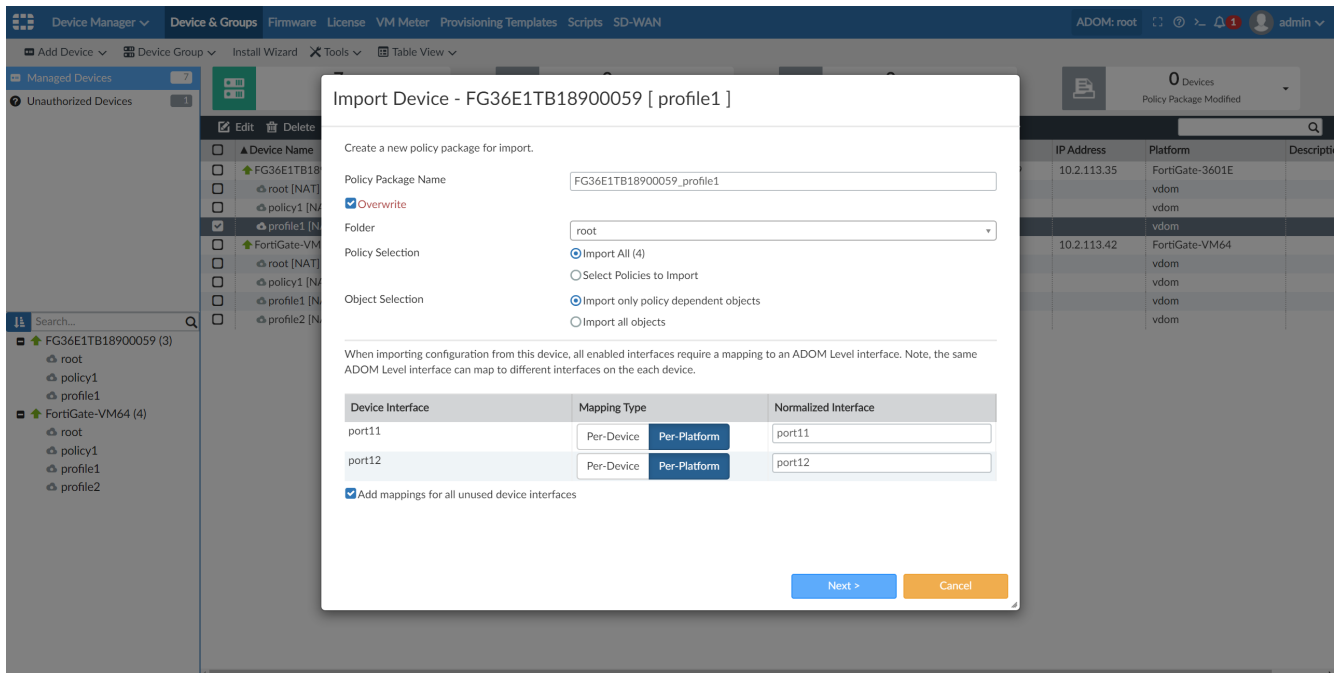 Device Manager Device & Groups Firmware License VM Meter Provisioning Templates Scripts SD-WAN ADOM: root 1 admin
Add Device Device Group Install Wizard Tools Table View
Managed Devices 7
Unauthorized Devices 1
0 Devices
Policy Package Modified
Edit Delete
Device Name IP Address Platform
FG36E1TB18 10.2.113.35 FortiGate-3601E
root [NAT] vdom
policy1 [NA vdom
profile1 [N vdom
FortiGate-VM 10.2.113.42 FortiGate-VM64
root [NAT] vdom
policy1 [NA vdom
profile1 [N vdom
profile2 [N vdom
Search...
FG36E1TB18900059 (3)
root
policy1
profile1
FortiGate-VM64 (4)
root
policy1
profile1
profile2
Import Device - FG36E1TB18900059 [ profile1 ]
Create a new policy package for import.
Policy Package Name FG36E1TB18900059_profile1
Overwrite
Folder root
Policy Selection Import All (4)
Select Policies to Import
Object Selection Import only policy dependent objects
Import all objects
When importing configuration from this device, all enabled interfaces require a mapping to an ADOM Level interface. Note, the same
ADOM Level interface can map to different interfaces on the each device.
Device Interface Mapping Type Normalized Interface
port11 Per-Device Per-Platform port11
port12 Per-Device Per-Platform port12
Add mappings for all unused device interfaces
Next > Cancel